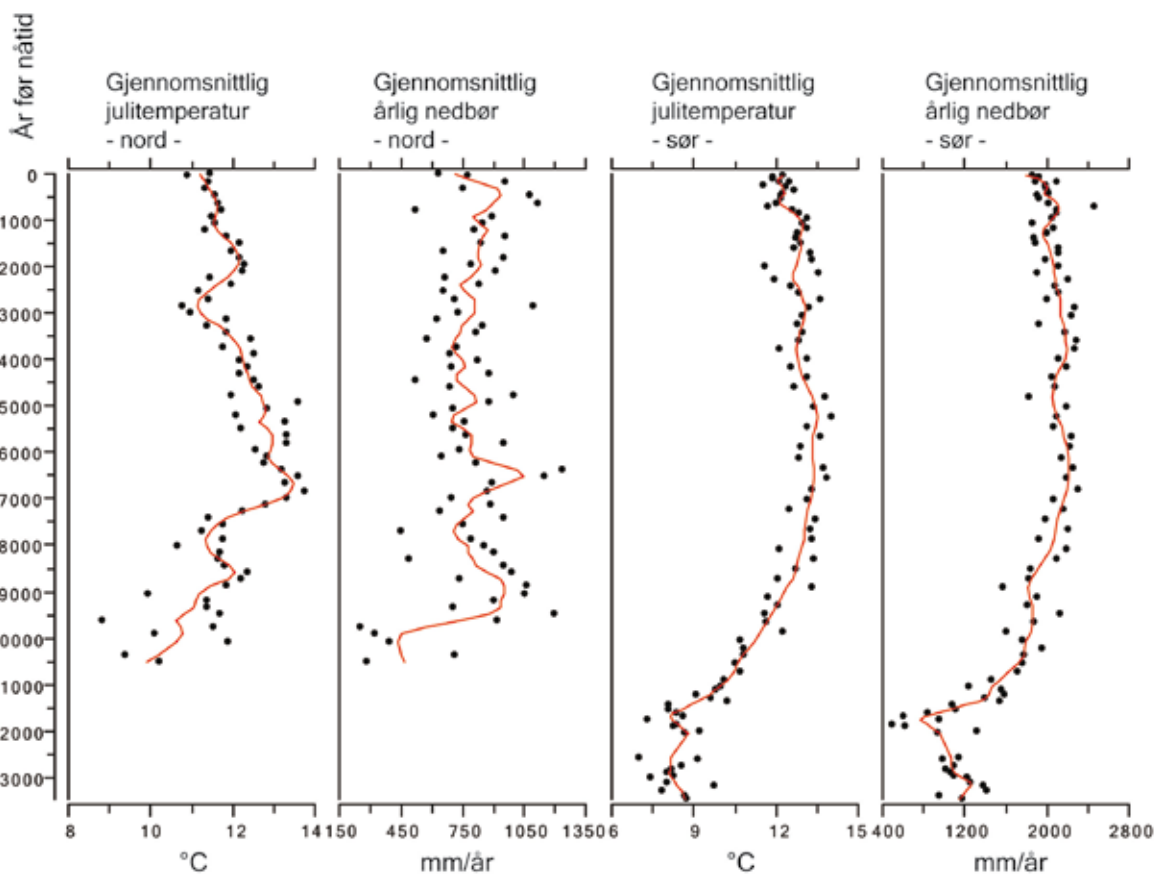 År før nåtid
Gjennomsnittlig
julitemperatur
- nord -
Gjennomsnittlig
årlig nedbør
- nord -
Gjennomsnittlig
julitemperatur
- sør -
Gjennomsnittlig
årlig nedbør
- sør -
0
1000
2000
3000
4000
5000
6000
7000
8000
9000
0000
1000
2000
3000
8 10 12 14
150 450 750 1050 1350
6 9 12 15
400 1200 2000 2800
°C
mm/år
°C
mm/år